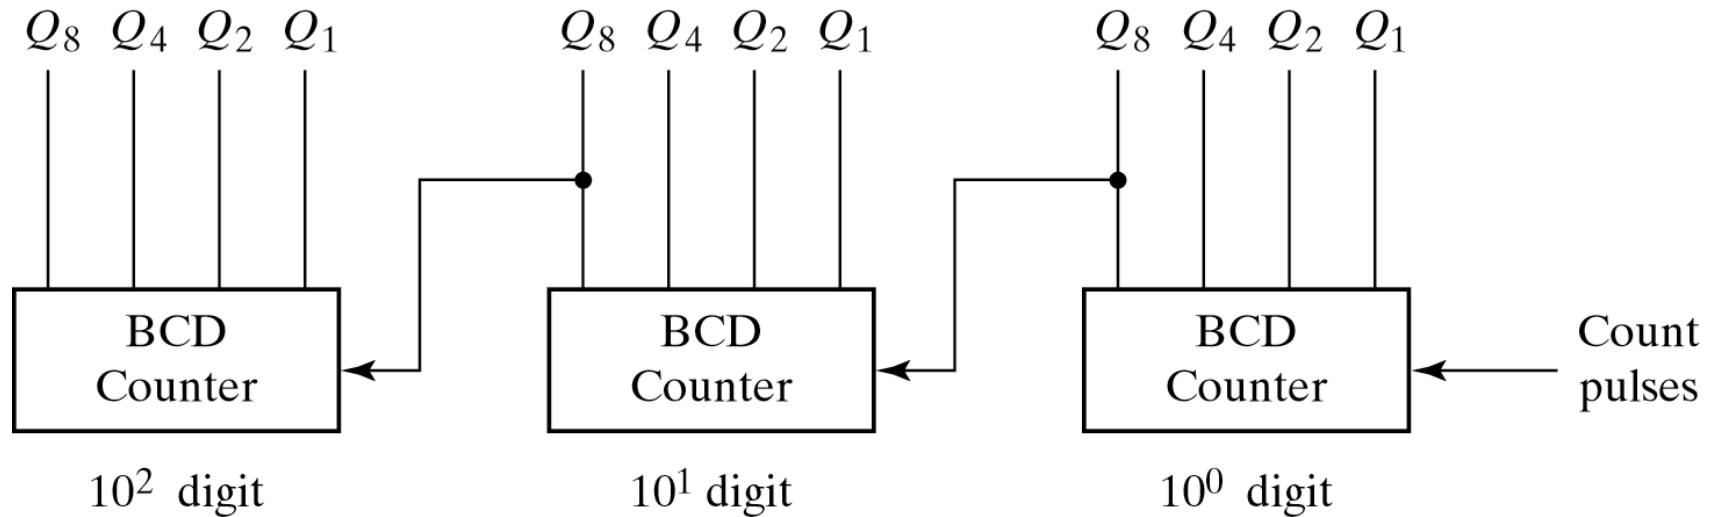 Q8 Q4 Q2 Q1 Q8 Q4 Q2 Q1 Q8 Q4 Q2 Q1
BCD
Counter
BCD
Counter
BCD
Counter
Count
pulses
10² digit
10¹ digit
10⁰ digit